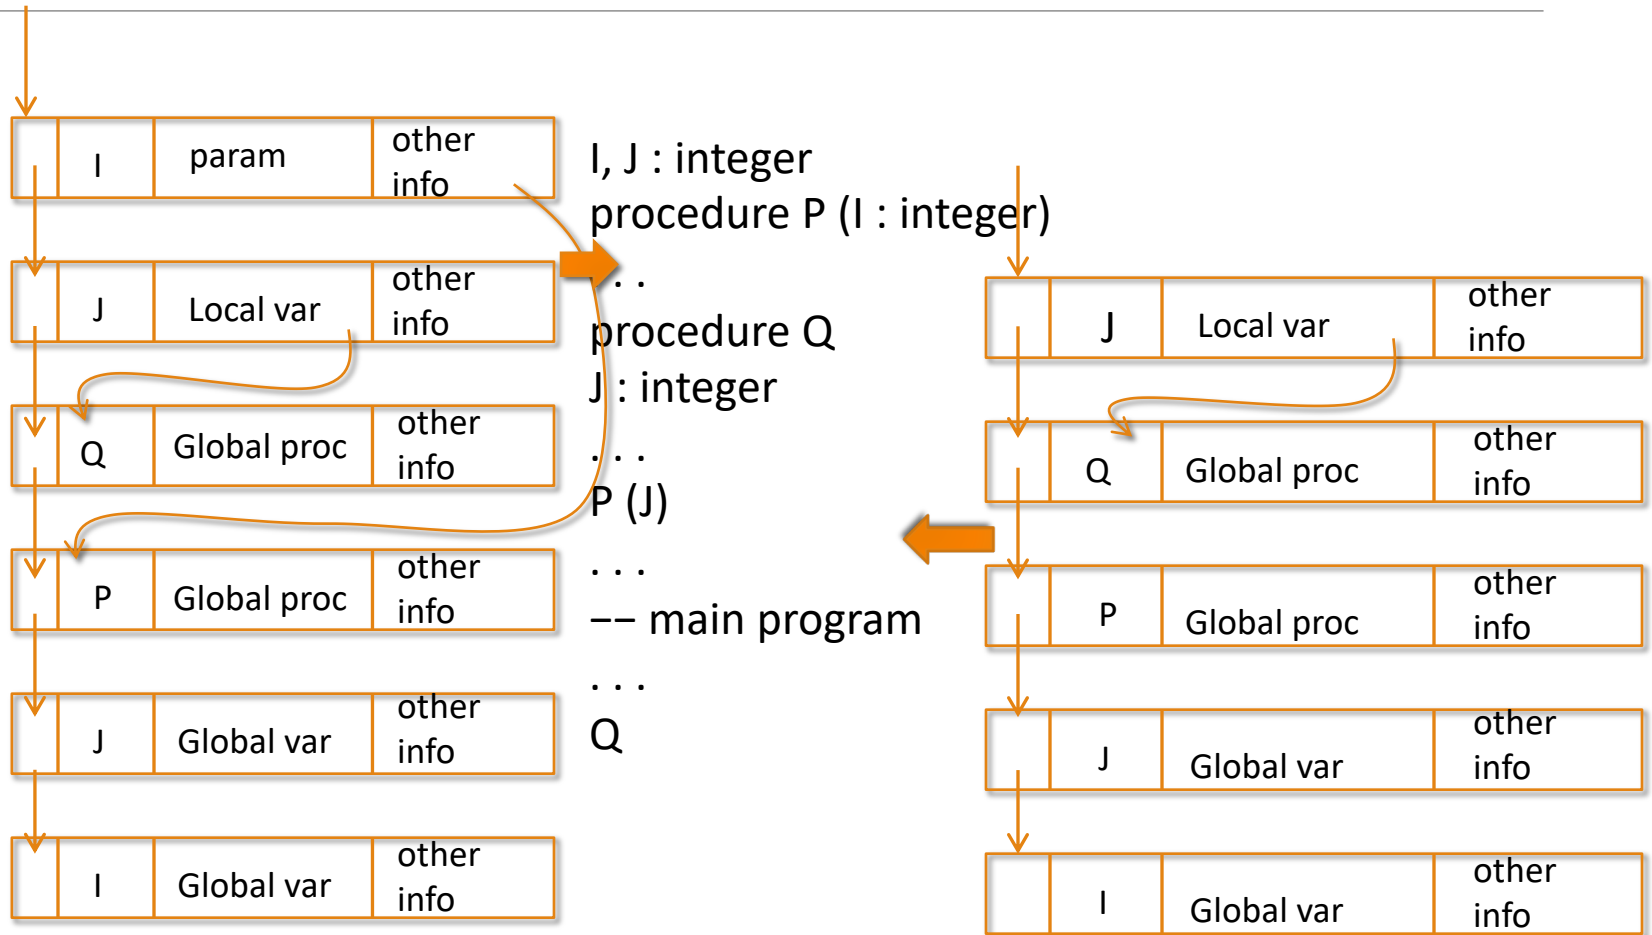 I param other
info
J Local var other
info
Q Global proc other
info
P Global proc other
info
J Global var other
info
I Global var other
info
I, J : integer
procedure P (I : integer)
. . .
procedure Q
J : integer
. . .
P (J)
. . .
−− main program
. . .
Q
J Local var other
info
Q Global proc other
info
P Global proc other
info
J Global var other
info
I Global var other
info